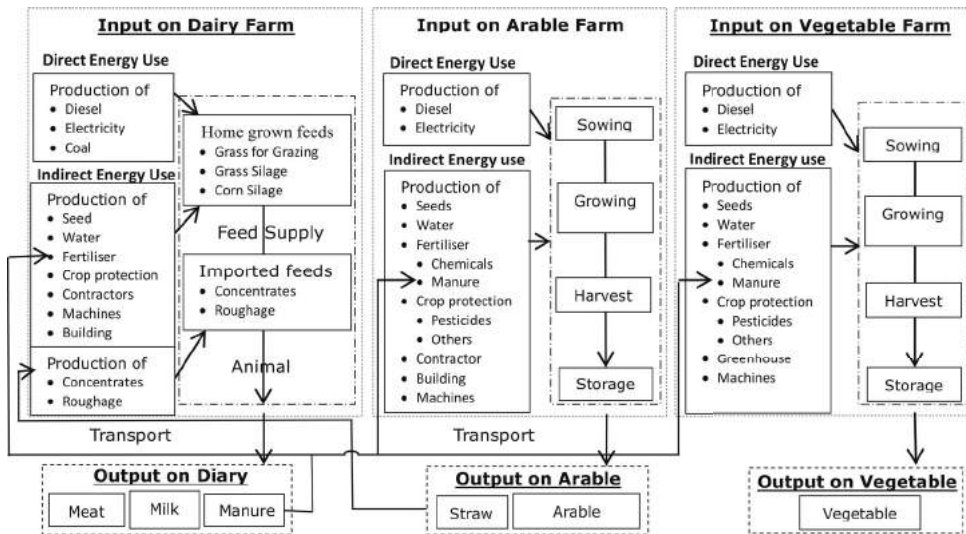 Input on Dairy Farm
Direct Energy Use
Production of
• Diesel
• Electricity
• Coal
Indirect Energy Use
Production of
• Seed
• Water
• Fertiliser
• Crop protection
• Contractors
• Machines
• Building
Production of
• Concentrates
• Roughage
Home grown feeds
• Grass for Grazing
• Grass Silage
• Corn Silage
Feed Supply
Imported feeds
• Concentrates
• Roughage
Animal
Input on Arable Farm
Direct Energy Use
Production of
• Diesel
• Electricity
Indirect Energy use
Production of
• Seeds
• Water
• Fertiliser
• Chemicals
• Manure
• Crop protection
• Pesticides
• Others
• Contractor
• Building
• Machines
Sowing
Growing
Harvest
Storage
Input on Vegetable Farm
Direct Energy Use
Production of
• Diesel
• Electricity
Indirect Energy use
Production of
• Seeds
• Water
• Fertiliser
• Chemicals
• Manure
• Crop protection
• Pesticides
• Others
• Greenhouse
• Machines
Sowing
Growing
Harvest
Storage
Transport
Transport
Output on Diary
Meat
Milk
Manure
Output on Arable
Straw
Arable
Output on Vegetable
Vegetable